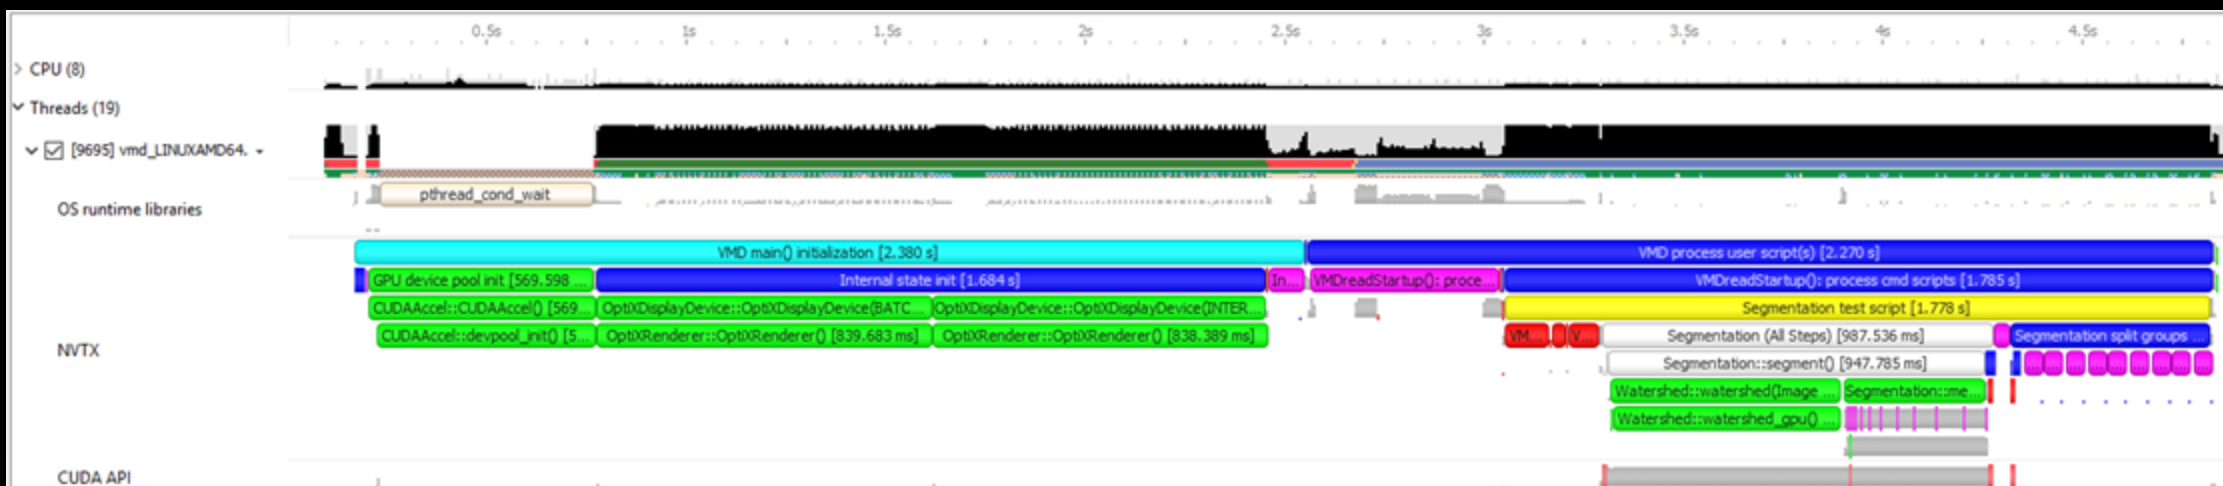 0.5s 1s 1.5s 2s 2.5s 3s 3.5s 4s 4.5s
CPU (8)
Threads (19)
[9695] vmd_LINUXAMD64.
pthread_cond_wait
OS runtime libraries
VMD main() initialization [2.380 s] VMD process user script(s) [2.270 s]
GPU device pool init [569.598 ... Internal state init [1.684 s] In... VMDreadStartup(): proce... VMDreadStartup(): process cmd scripts [1.785 s]
CUDAAccel::CUDAAccel() [569... OptiXDisplayDevice::OptiXDisplayDevice(BATC... OptiXDisplayDevice::OptiXDisplayDevice(INTER... Segmentation test script [1.778 s]
CUDAAccel::devpool_init() [5... OptiXRenderer::OptiXRenderer() [839.683 ms] OptiXRenderer::OptiXRenderer() [838.389 ms] VM... V... Segmentation (All Steps) [987.536 ms] Segmentation split groups ...
NVTX
Segmentation::segment() [947.785 ms]
Watershed::watershed(Image ... Segmentation::me...
Watershed::watershed_gpu() ...
CUDA API